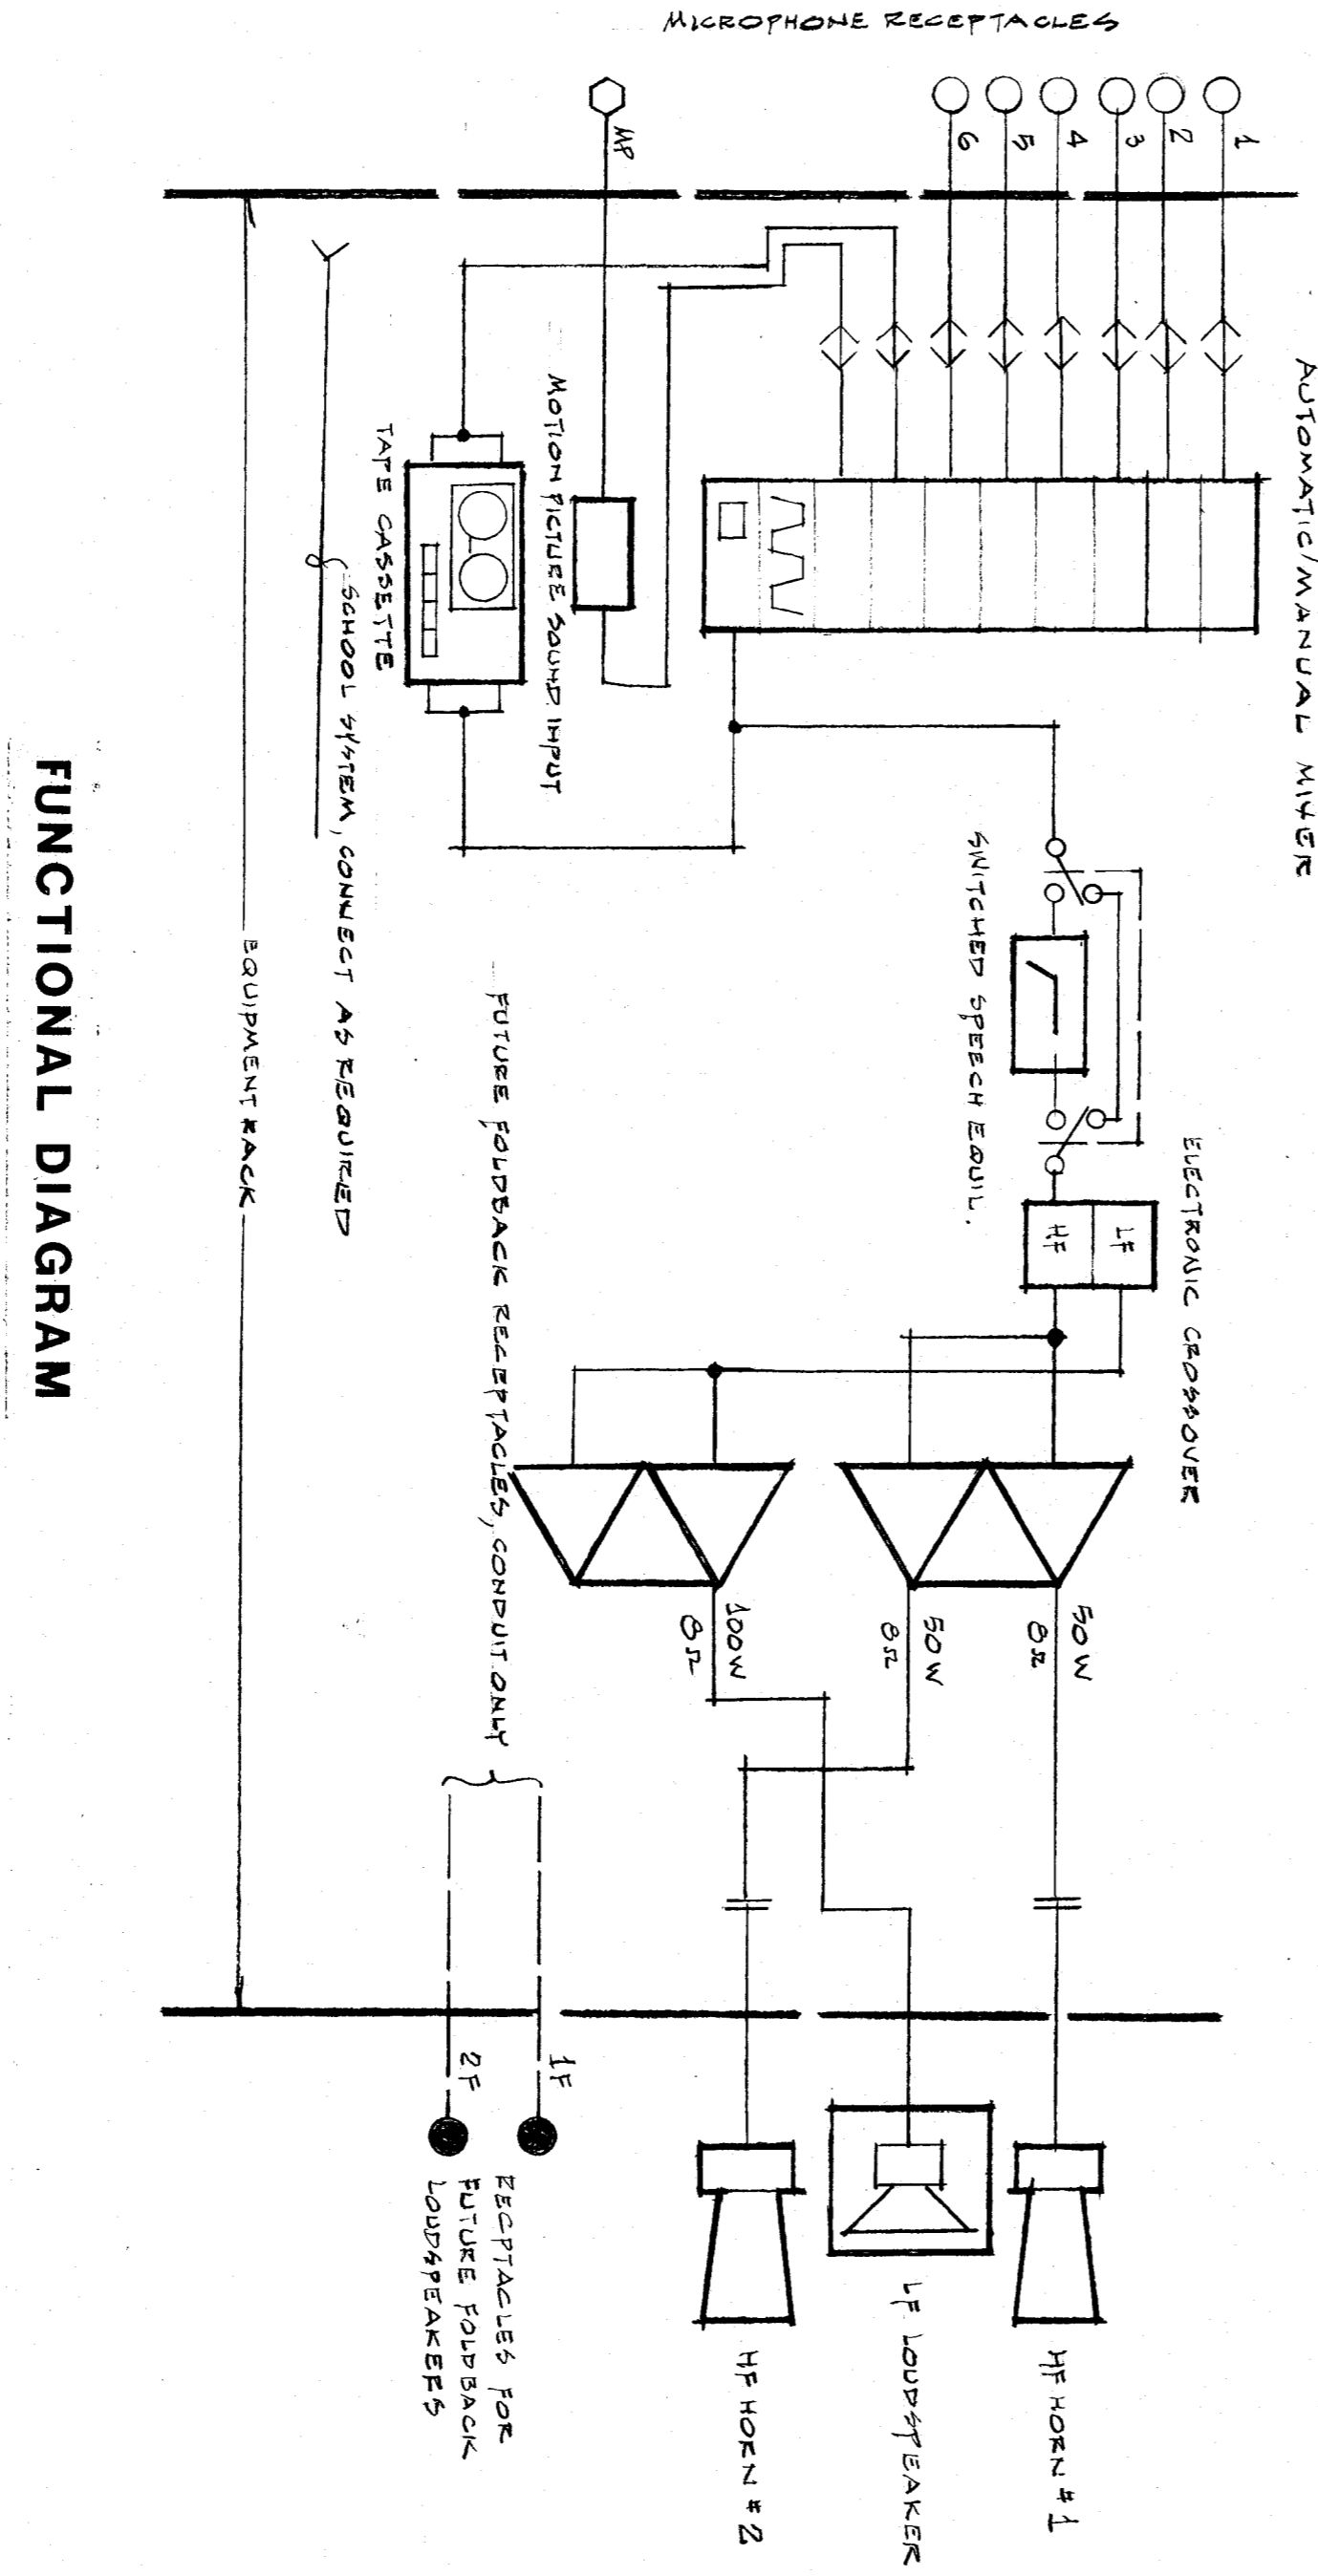 MICROPHONE RECEPTACLES
1
2
3
4
5
6
MP
AUTOMATIC/MANUAL MIXER
MOTION PICTURE SOUND INPUT
TAPE CASSETTE
SCHOOL SYSTEM, CONNECT AS REQUIRED
EQUIPMENT RACK
SWITCHED SPEECH EQUIL.
ELECTRONIC CROSSOVER
LF
HF
50W
8Ω
50W
8Ω
100W
8Ω
FUTURE FOLDBACK RECEPTACLES, CONDUIT ONLY
1F
2F
HF HORN #1
LF LOUDSPEAKER
HF HORN #2
RECPTACLES FOR
FUTURE FOLDBACK
LOUDSPEAKERS
FUNCTIONAL DIAGRAM